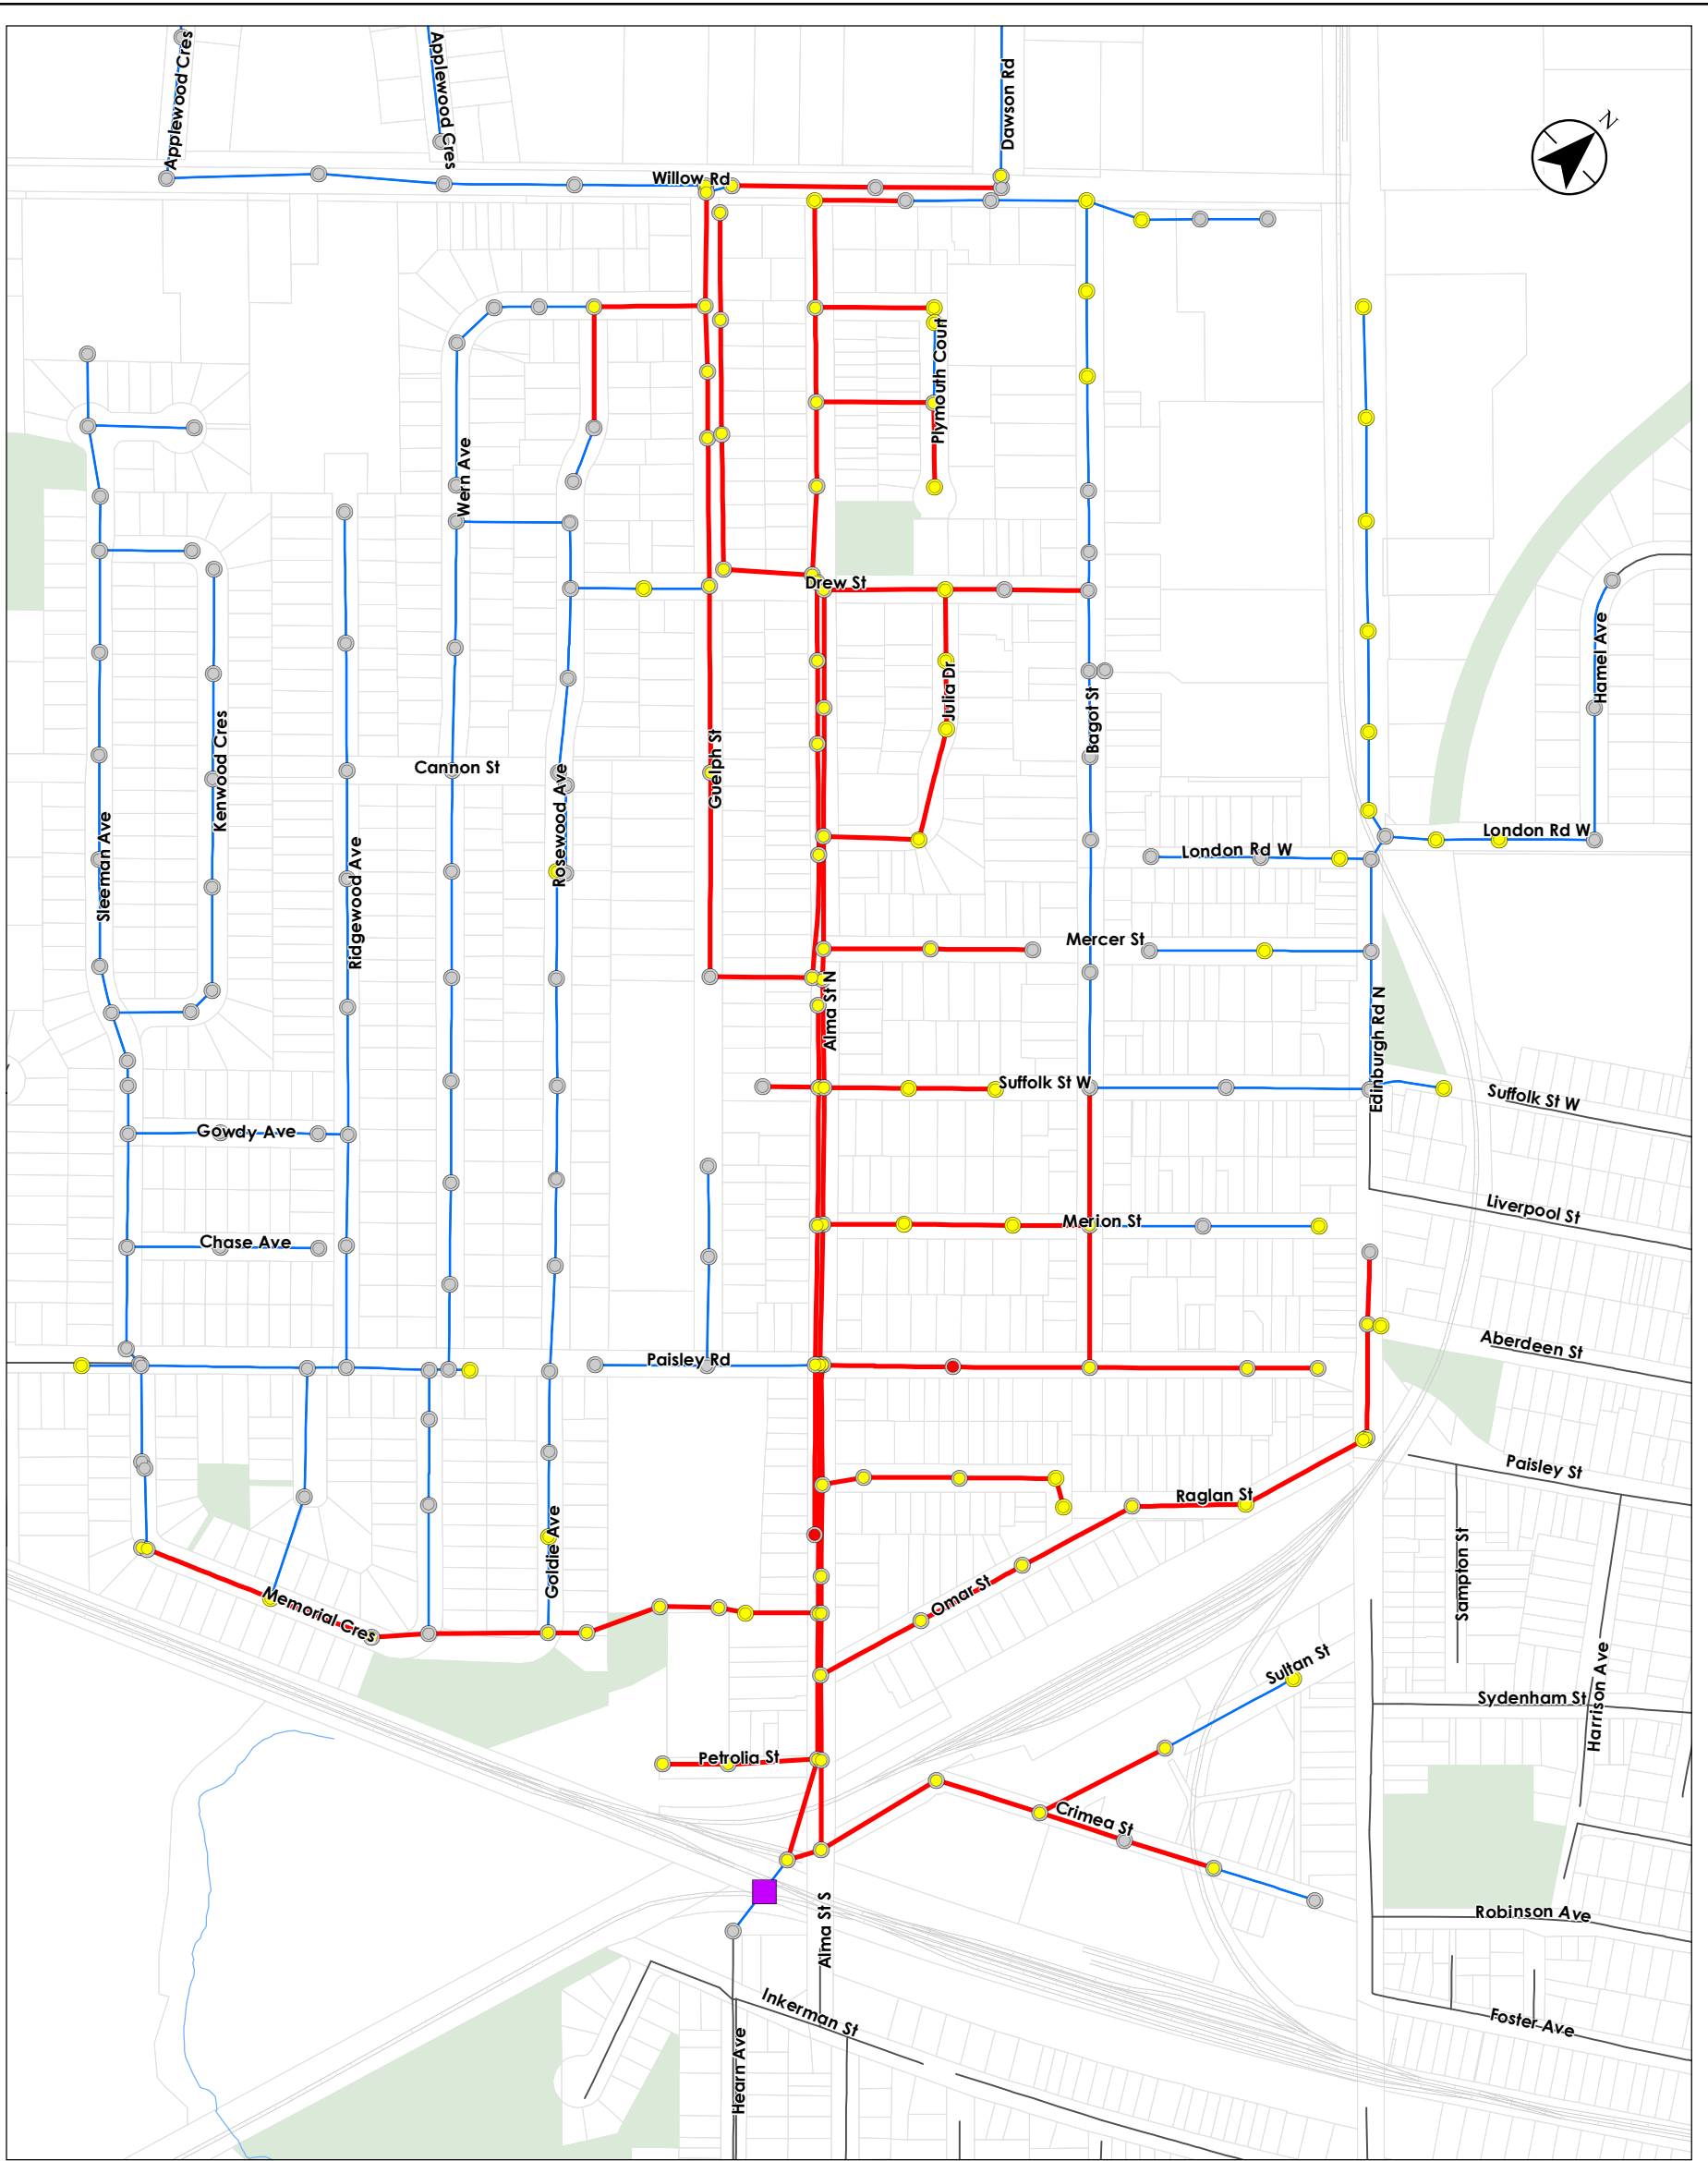 Applewood Cres
Applewood Cres
Dawson Rd
N
Willow Rd
Plymouth Court
Wern Ave
Drew St
Hamel Ave
Julia Dr
Bagot St
Kenwood Cres
Cannon St
Guelph St
Rosewood Ave
Sleeman Ave
Ridgewood Ave
London Rd W
London Rd W
Mercer St
Alma St N
Edinburgh Rd N
Suffolk St W
Suffolk St W
Gowdy Ave
Liverpool St
Merion St
Chase Ave
Aberdeen St
Paisley Rd
Paisley St
Raglan St
Goldie Ave
Sampton St
Omar St
Memorial Cres
Sultan St
Harrison Ave
Sydenham St
Petrolia St
Crimea St
Robinson Ave
Alma St S
Inkerman St
Foster Ave
Hearn Ave